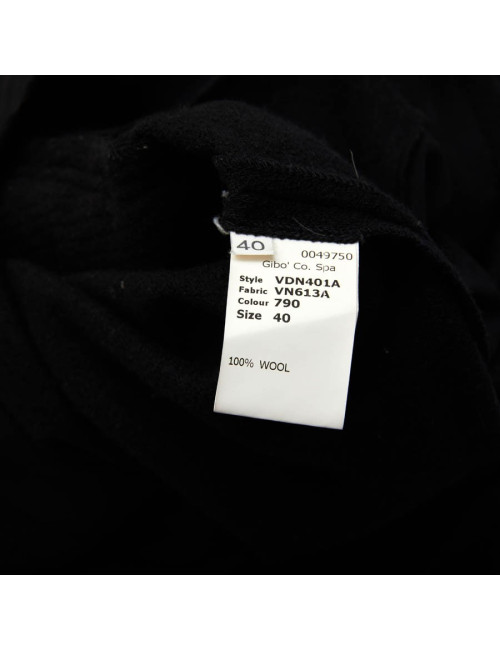 40
0049750
Gibo' Co. Spa
Style VDN401A
Fabric VN613A
Colour 790
Size 40
100% WOOL